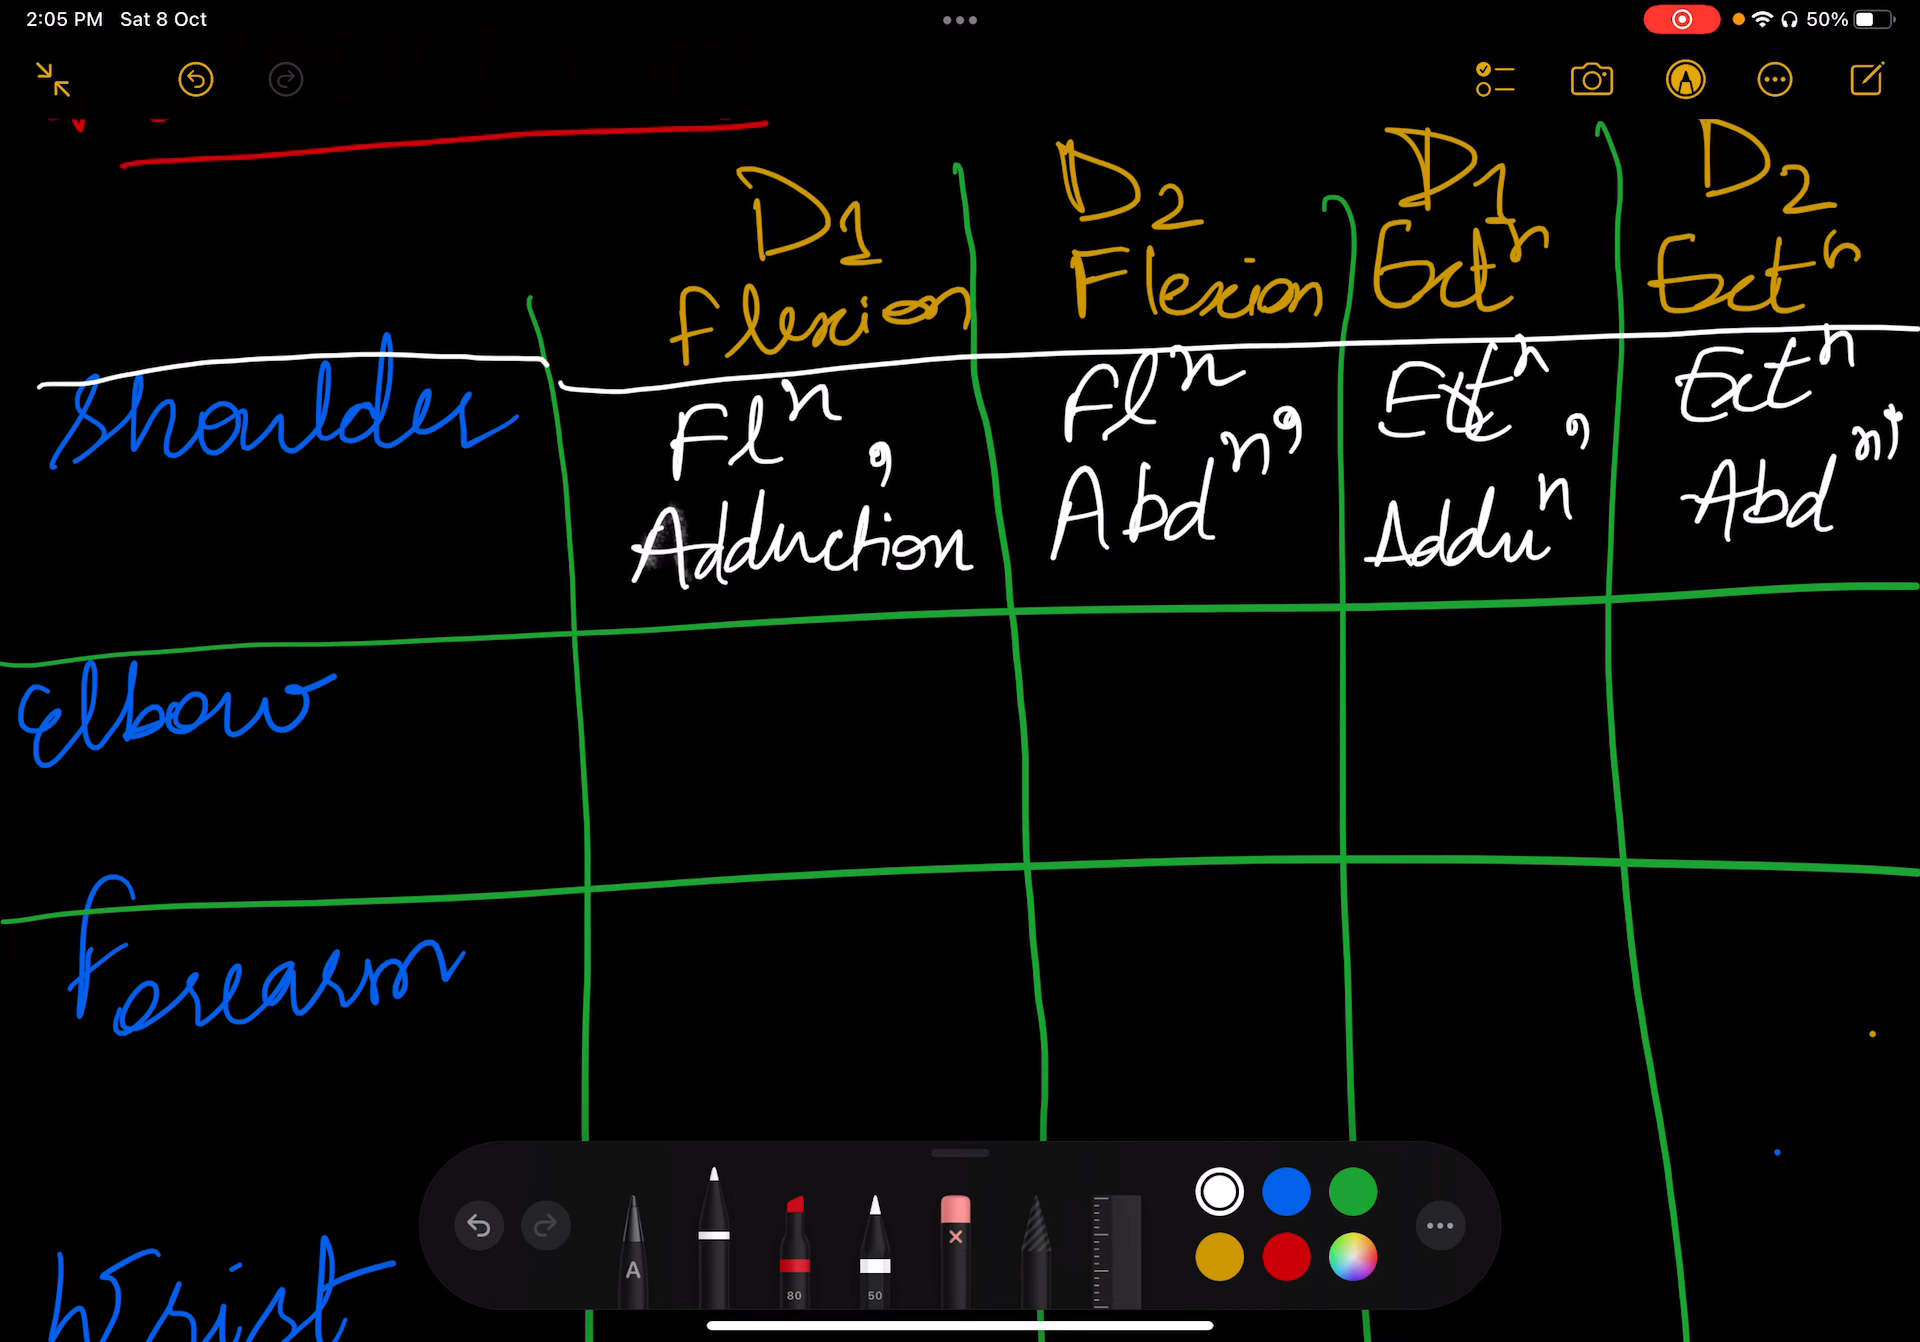 2:05 PM Sat 8 Oct
50%
D1 D2 D1 D2
flexion Flexion Extⁿ Extⁿ
Shoulder Flⁿ, Flⁿ Extⁿ, Extⁿ
Adduction Abdⁿ, Adduⁿ Abdⁿ,
Elbow
Forearm
Wrist
A 80 50